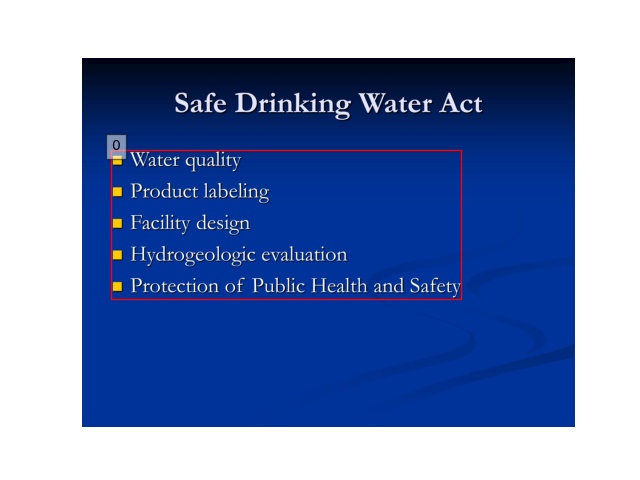 Safe Drinking Water Act
0
Water quality
Product labeling
Facility design
Hydrogeologic evaluation
Protection of Public Health and Safety